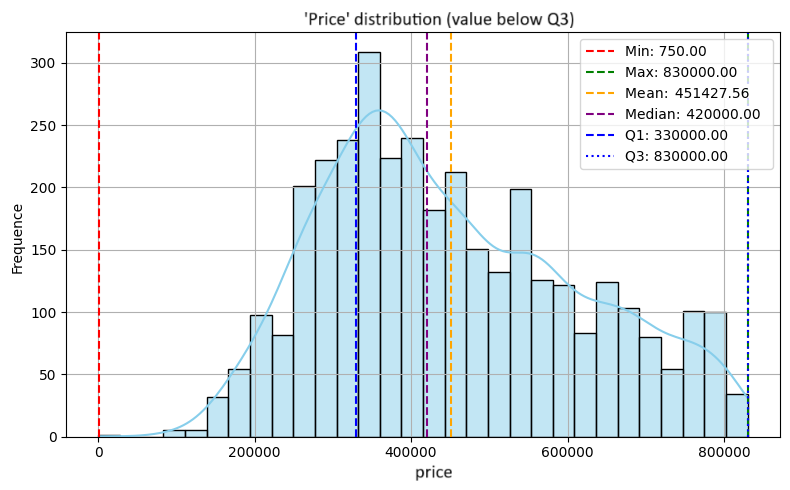 'Price' distribution (value below Q3)
Min: 750.00
Max: 830000.00
Mean: 451427.56
Median: 420000.00
Q1: 330000.00
Q3: 830000.00
Frequence
300
250
200
150
100
50
0
0 200000 400000 600000 800000
price